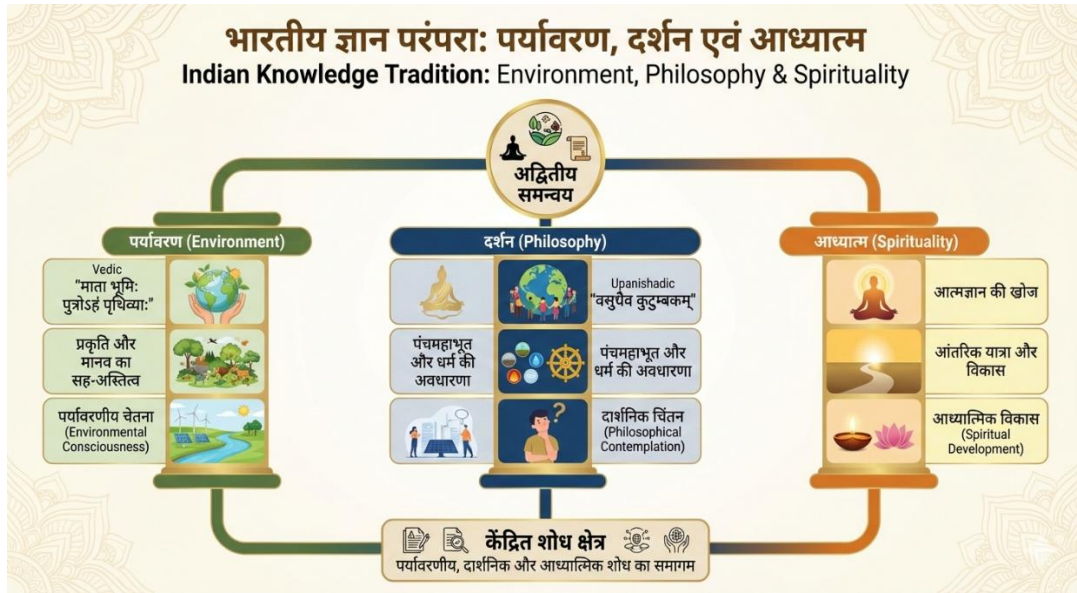 भारतीय ज्ञान परंपरा: पर्यावरण, दर्शन एवं आध्यात्म
Indian Knowledge Tradition: Environment, Philosophy & Spirituality
अद्वितीय
समन्वय
पर्यावरण (Environment)
Vedic
"माता भूमिः
पुत्रोऽहं पृथिव्याः"
प्रकृति और
मानव का
सह-अस्तित्व
पर्यावरणीय चेतना
(Environmental
Consciousness)
दर्शन (Philosophy)
Upanishadic
"वसुधैव कुटुम्बकम्"
पंचमहाभूत
और धर्म की
अवधारणा
पंचमहाभूत और
धर्म की अवधारणा
?
दार्शनिक चिंतन
(Philosophical
Contemplation)
आध्यात्म (Spirituality)
आत्मज्ञान की खोज
आंतरिक यात्रा और
विकास
आध्यात्मिक विकास
(Spiritual
Development)
केंद्रित शोध क्षेत्र
पर्यावरणीय, दार्शनिक और आध्यात्मिक शोध का समागम